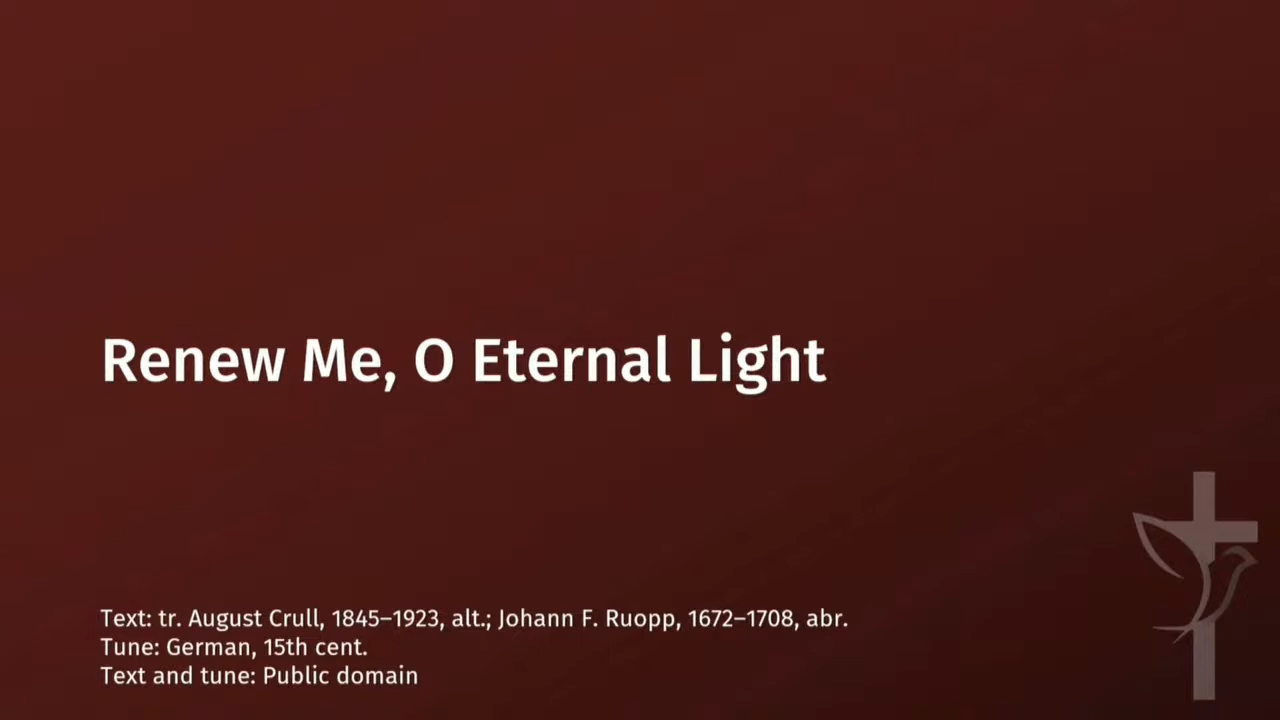 Renew Me, O Eternal Light
Text: tr. August Crull, 1845–1923, alt.; Johann F. Ruopp, 1672–1708, abr.
Tune: German, 15th cent.
Text and tune: Public domain